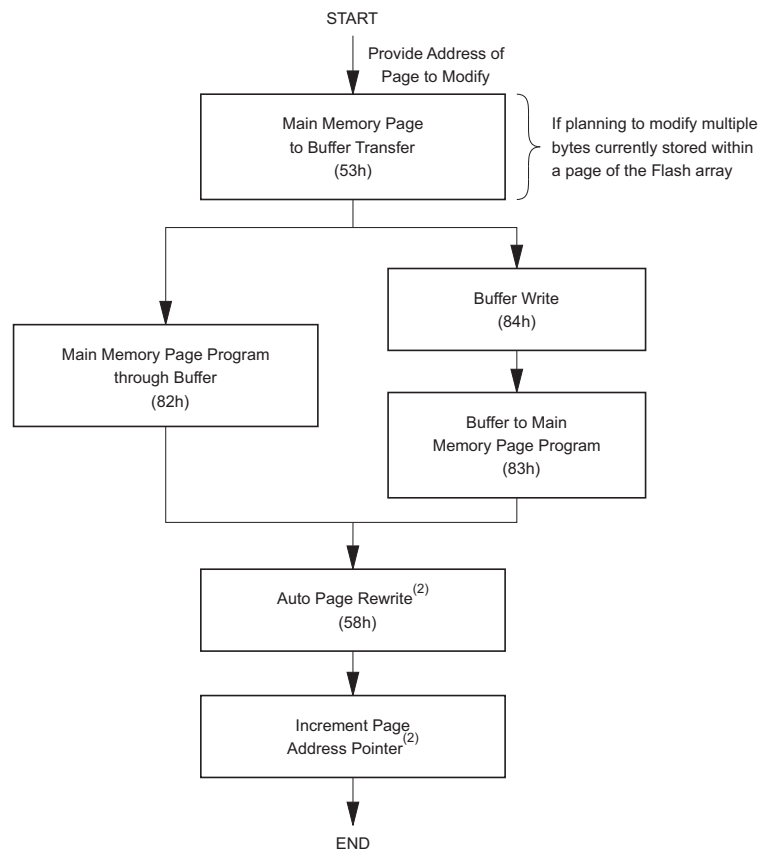 START
Provide Address of
Page to Modify
Main Memory Page
to Buffer Transfer
(53h)
If planning to modify multiple
bytes currently stored within
a page of the Flash array
Buffer Write
(84h)
Main Memory Page Program
through Buffer
(82h)
Buffer to Main
Memory Page Program
(83h)
Auto Page Rewrite(2)
(58h)
Increment Page
Address Pointer(2)
END